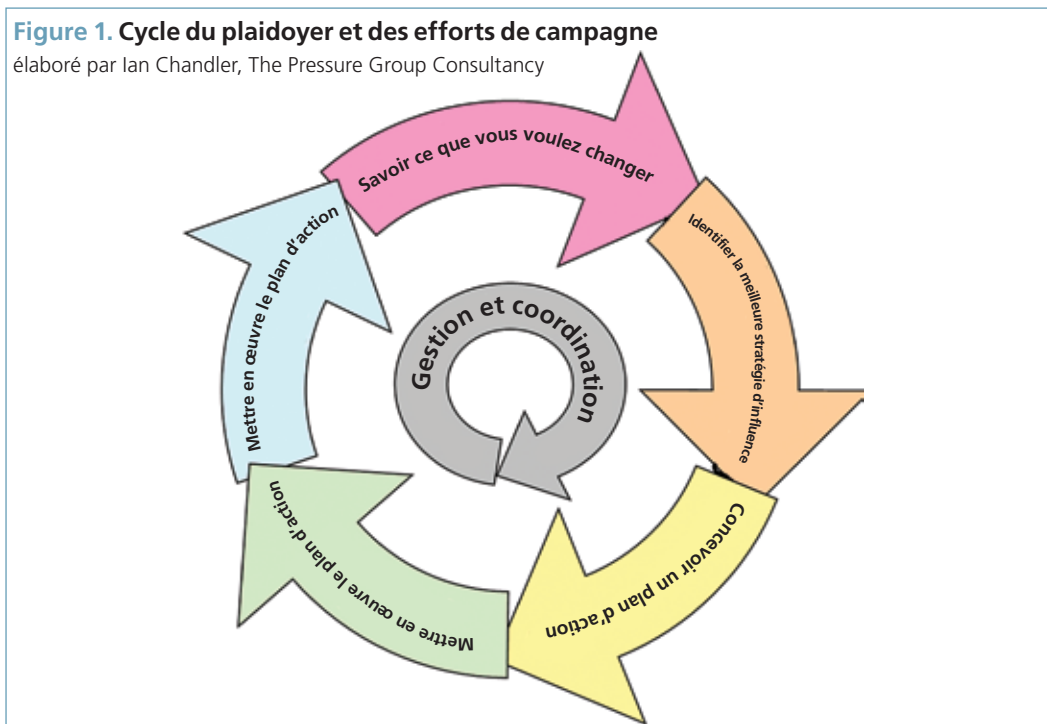 Figure 1. Cycle du plaidoyer et des efforts de campagne
élaboré par Ian Chandler, The Pressure Group Consultancy
Savoir ce que vous voulez changer
Identifier la meilleure stratégie d'influence
Concevoir un plan d'action
Mettre en œuvre le plan d'action
Mettre en œuvre le plan d'action
Gestion et coordination